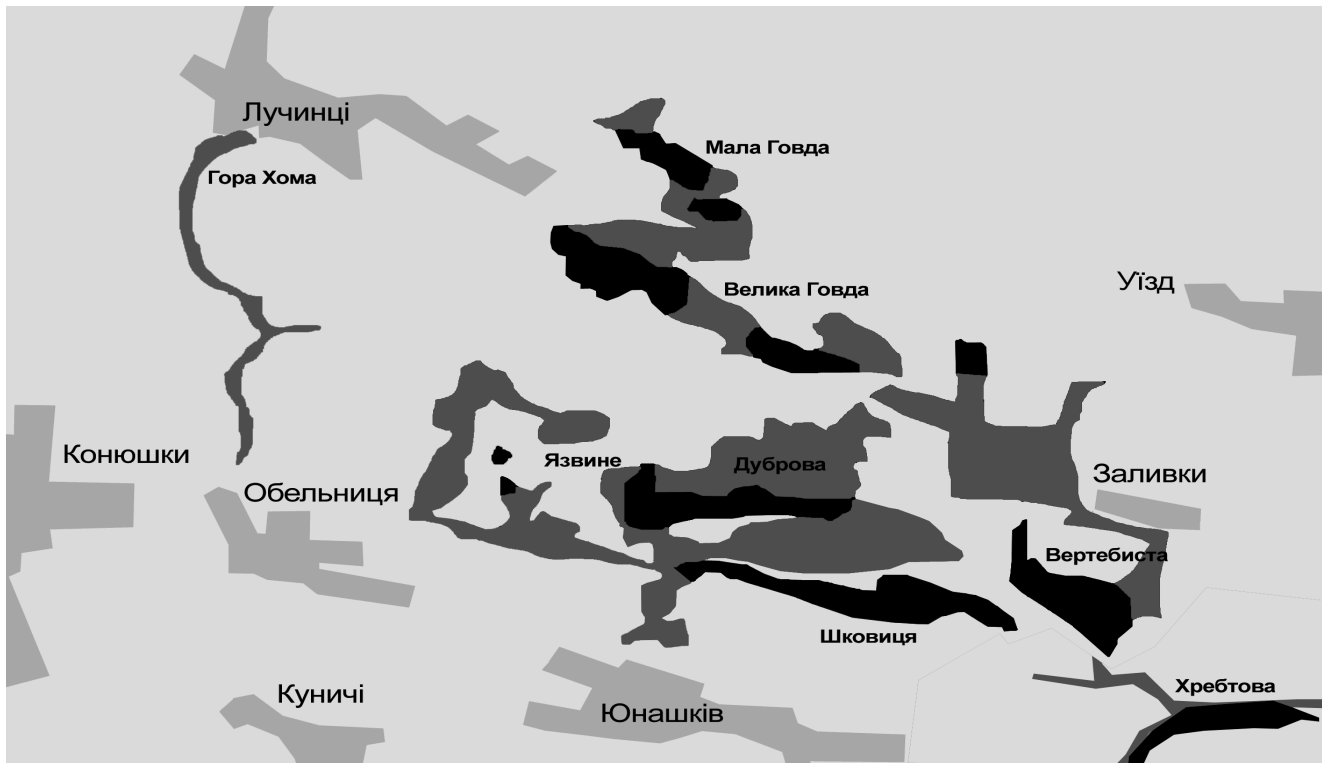 Лучинці
Мала Говда
Гора Хома
Уїзд
Велика Говда
Конюшки
Язвине
Дуброва
Заливки
Обельниця
Вертебиста
Шковиця
Хребтова
Куничі
Юнашків